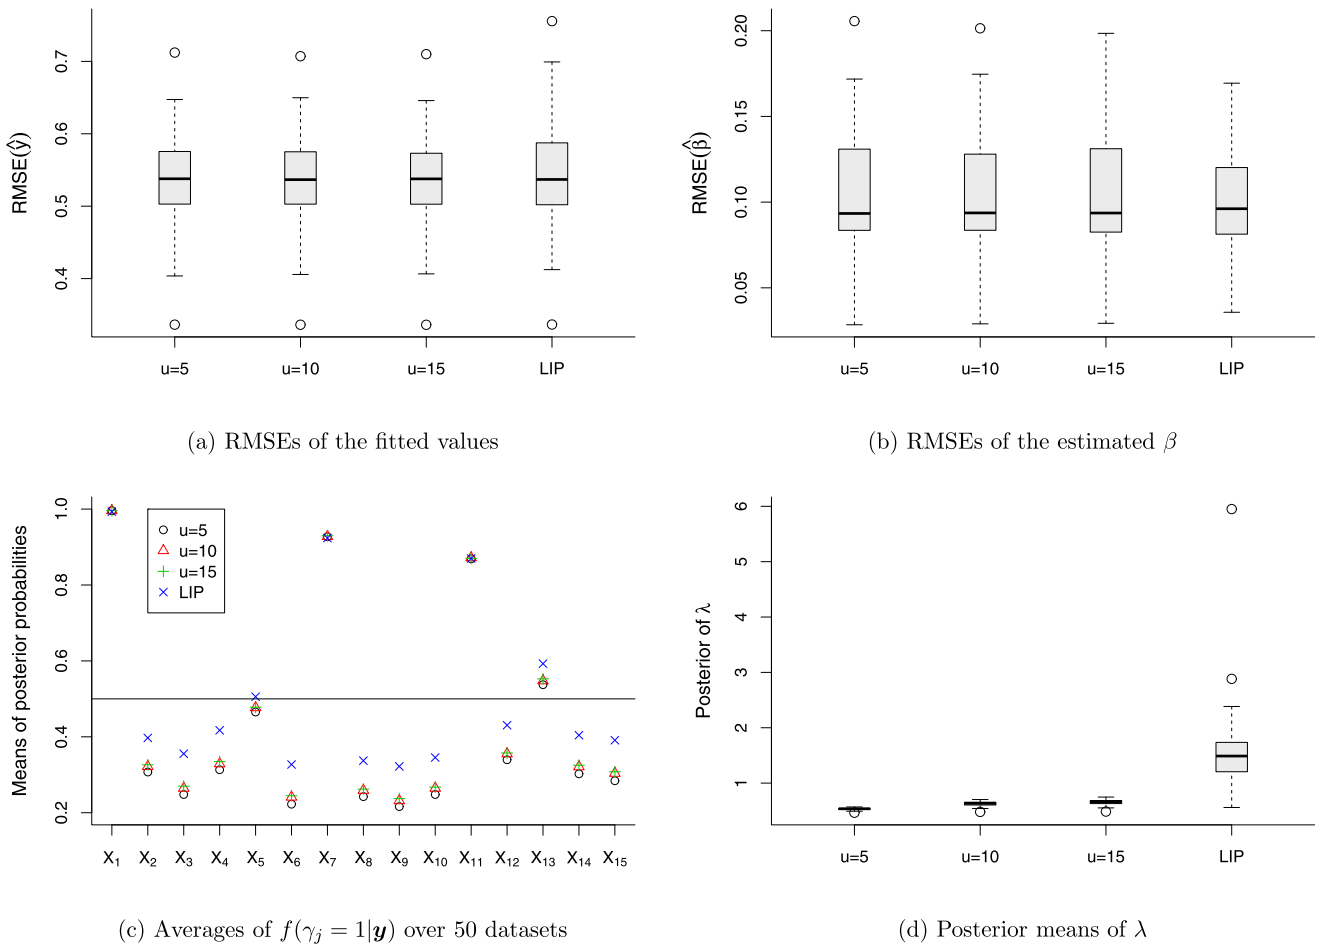 RMSE(ŷ)
0.7
0.6
0.5
0.4
u=5 u=10 u=15 LIP
(a) RMSEs of the fitted values
RMSE(β̂)
0.20
0.15
0.10
0.05
u=5 u=10 u=15 LIP
(b) RMSEs of the estimated β
Means of posterior probabilities
1.0
0.8
0.6
0.4
0.2
u=5
u=10
u=15
LIP
X₁ X₂ X₃ X₄ X₅ X₆ X₇ X₈ X₉ X₁₀ X₁₁ X₁₂ X₁₃ X₁₄ X₁₅
(c) Averages of f(γⱼ = 1|y) over 50 datasets
Posterior of λ
6
5
4
3
2
1
u=5 u=10 u=15 LIP
(d) Posterior means of λ